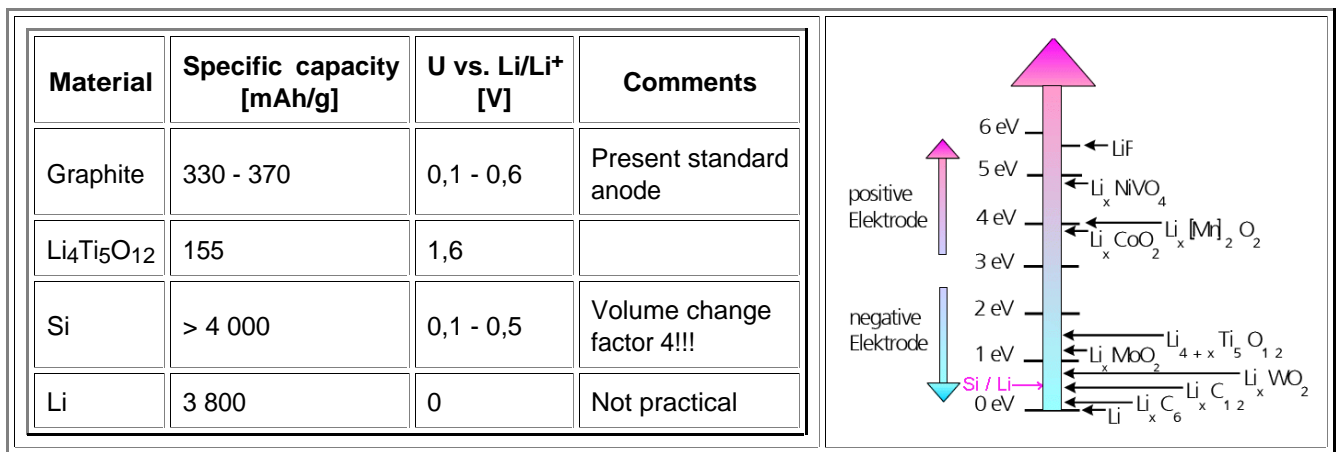 Material
Specific capacity
[mAh/g]
U vs. Li/Li+
[V]
Comments
Graphite
330 - 370
0,1 - 0,6
Present standard
anode
Li4Ti5O12
155
1,6
Si
> 4 000
0,1 - 0,5
Volume change
factor 4!!!
Li
3 800
0
Not practical
6 eV
LiF
5 eV
LixNiVO4
positive
Elektrode
4 eV
Lix[Mn]2O2
LixCoO2
3 eV
2 eV
negative
Elektrode
Li4+xTi5O12
1 eV
LixMoO2
LixWO2
Si / Li
LixC12
0 eV
LixC6
Li